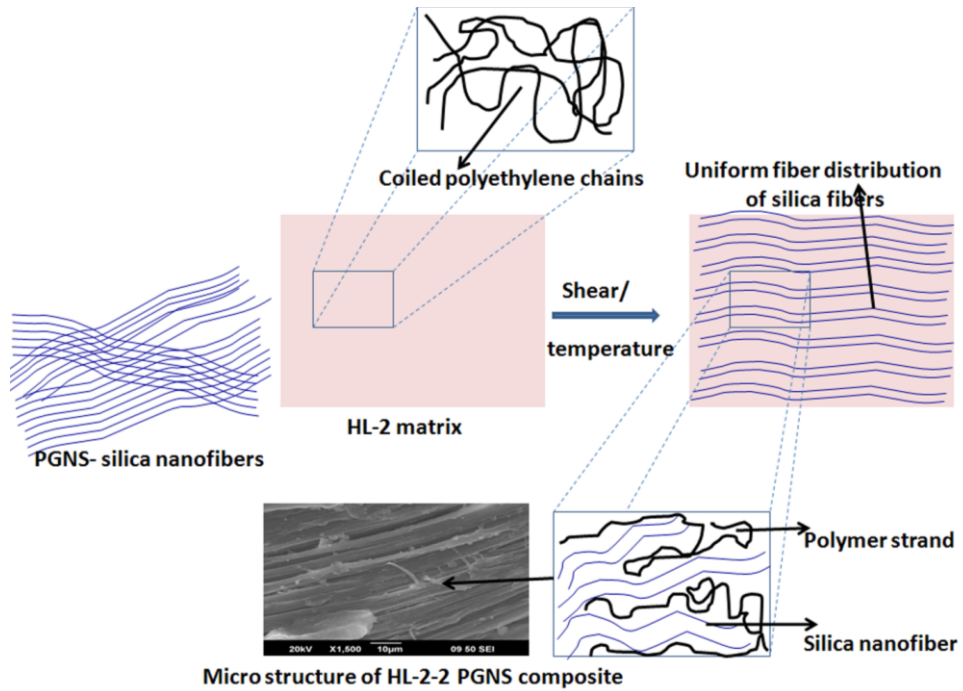 Coiled polyethylene chains
Uniform fiber distribution
of silica fibers
Shear/
temperature
HL-2 matrix
PGNS- silica nanofibers
Polymer strand
Silica nanofiber
20kV X1,500 10µm 09 50 SEI
Micro structure of HL-2-2 PGNS composite